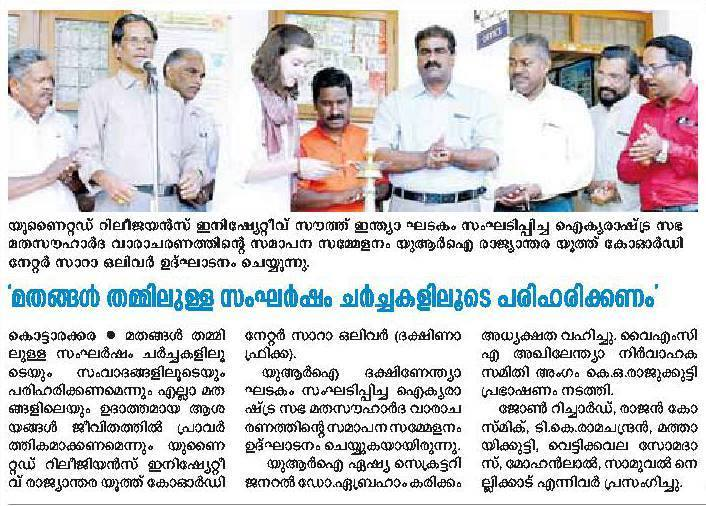 OFFICE
യുണൈറ്റഡ് റിലീജയൻസ് ഇനിഷ്യേറ്റീവ് സൗത്ത് ഇന്ത്യാ ഘടകം സംഘടിപ്പിച്ച ഐക്യരാഷ്ട്ര സഭ
മതസൗഹാർദ വാരാചരണത്തിന്റെ സമാപന സമ്മേളനം യുആർഐ രാജ്യാന്തര യൂത്ത് കോഓർഡി
നേറ്റർ സാറാ ഒലിവർ ഉദ്ഘാടനം ചെയ്യുന്നു.
‘മതങ്ങൾ തമ്മിലുള്ള സംഘർഷം ചർച്ചകളിലൂടെ പരിഹരിക്കണം’
കൊട്ടാരക്കര ● മതങ്ങൾ തമ്മി
ലുള്ള സംഘർഷം ചർച്ചകളിലൂ
ടെയും സംവാദങ്ങളിലൂടെയും
പരിഹരിക്കണമെന്നും എല്ലാ മത
ങ്ങളിലെയും ഉദാത്തമായ ആശ
യങ്ങൾ ജീവിതത്തിൽ പ്രാവർ
ത്തികമാക്കണമെന്നും യുണൈ
റ്റഡ് റിലീജിയൻസ് ഇനിഷ്യേറ്റീ
വ് രാജ്യാന്തര യൂത്ത് കോഓർഡി
നേറ്റർ സാറാ ഒലിവർ (ദക്ഷിണാ
ഫ്രിക്ക).
യുആർഐ ദക്ഷിണേന്ത്യാ
ഘടകം സംഘടിപ്പിച്ച ഐക്യരാ
ഷ്ട്ര സഭ മതസൗഹാർദ വാരാച
രണത്തിന്റെ സമാപന സമ്മേളനം
ഉദ്ഘാടനം ചെയ്യുകയായിരുന്നു.
യുആർഐ ഏഷ്യ സെക്രട്ടറി
ജനറൽ ഡോ.ഏബ്രഹാം കരിക്കം
അധ്യക്ഷത വഹിച്ചു. വൈഎംസി
എ അഖിലേന്ത്യാ നിർവാഹക
സമിതി അംഗം കെ.ഒ.രാജുക്കുട്ടി
പ്രഭാഷണം നടത്തി.
ജോൺ റിച്ചാർഡ്, രാജൻ കോ
സ്മിക്, ടി.കെ.രാമചന്ദ്രൻ, മത്താ
യിക്കുട്ടി, വെട്ടിക്കവല സോമദാ
സ്, മോഹൻലാൽ, സാമുവൽ നെ
ല്ലിക്കാട് എന്നിവർ പ്രസംഗിച്ചു.